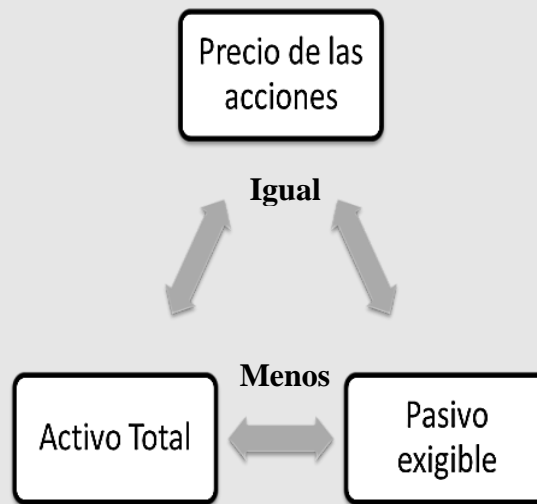 Precio de las
acciones
Igual
Menos
Activo Total
Pasivo
exigible